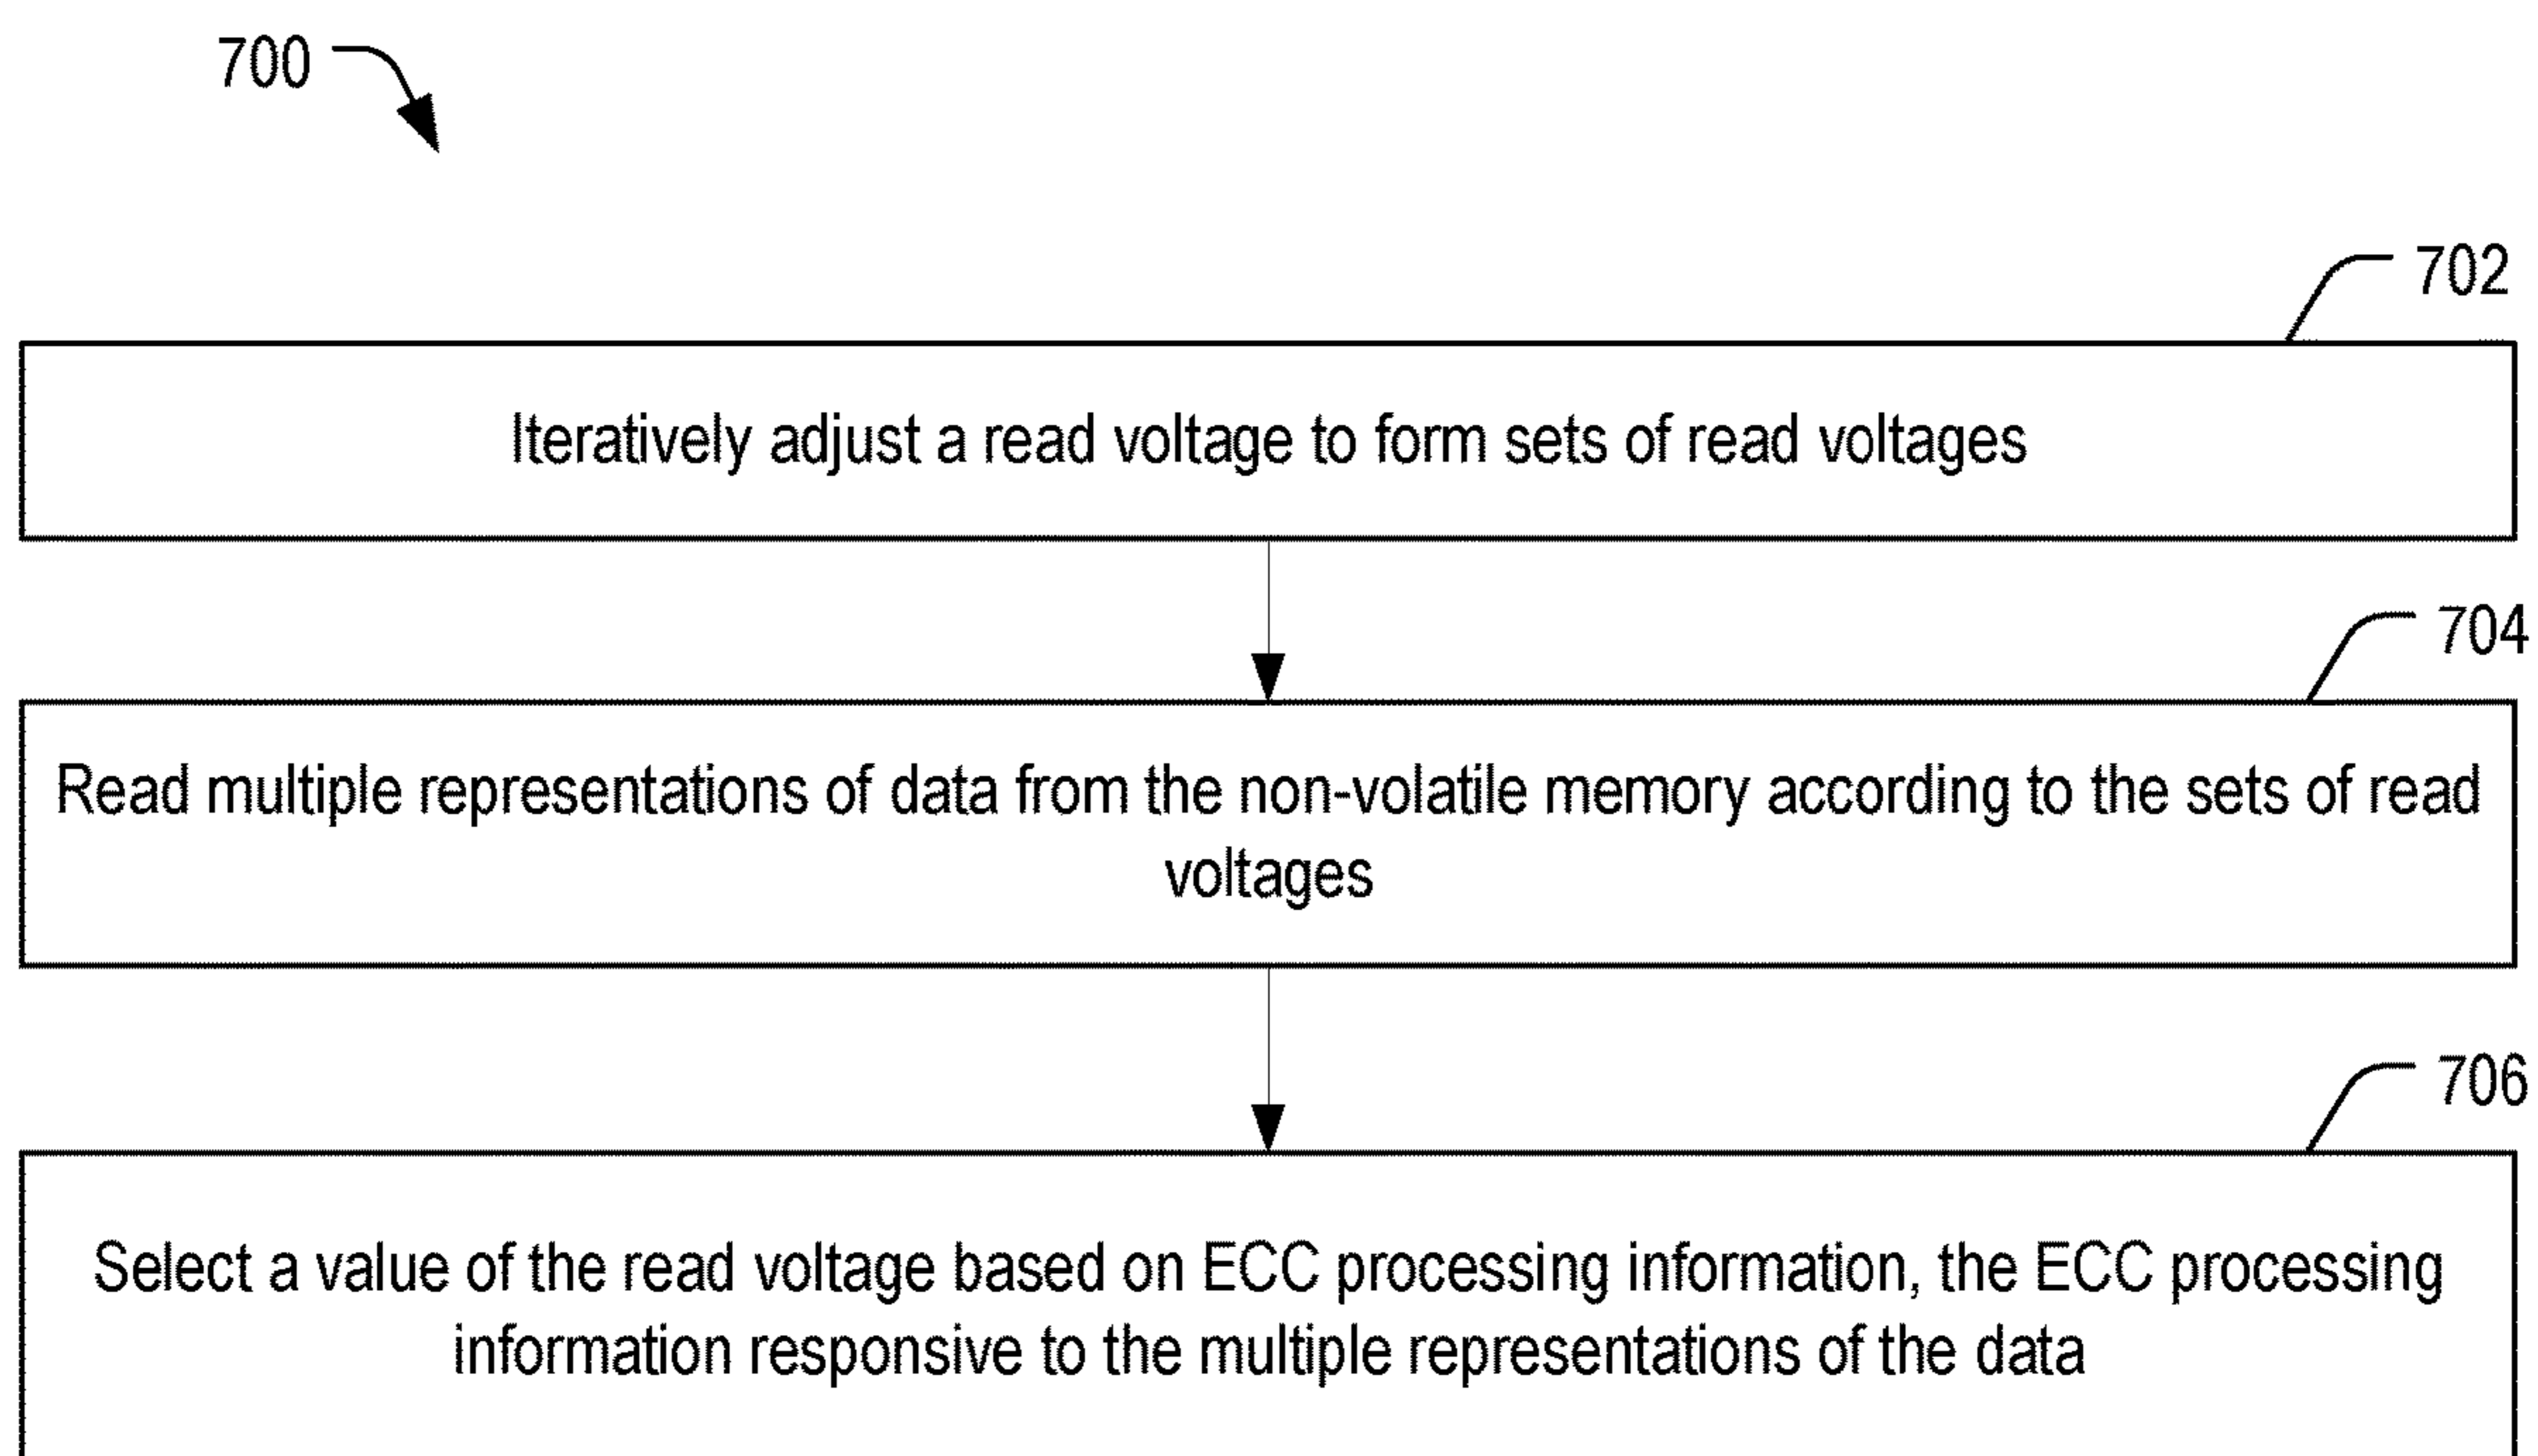 700
702
Iteratively adjust a read voltage to form sets of read voltages
704
Read multiple representations of data from the non-volatile memory according to the sets of read
voltages
706
Select a value of the read voltage based on ECC processing information, the ECC processing
information responsive to the multiple representations of the data